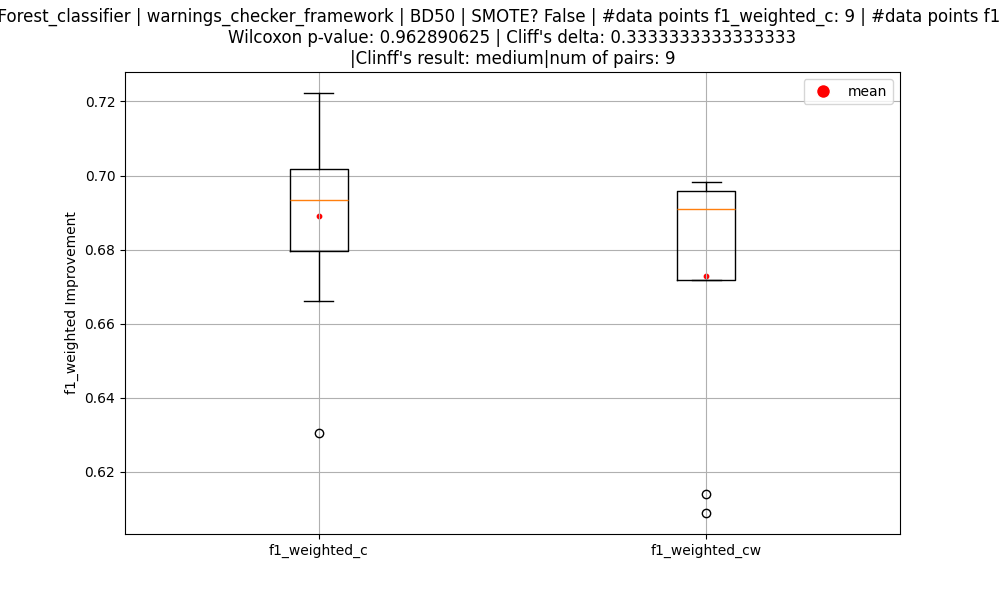 Forest_classifier | warnings_checker_framework | BD50 | SMOTE? False | #data points f1_weighted_c: 9 | #data points f1
Wilcoxon p-value: 0.962890625 | Cliff's delta: 0.3333333333333333
|Clinff's result: medium|num of pairs: 9
mean
0.72
0.70
0.68
0.66
0.64
0.62
f1_weighted Improvement
f1_weighted_c
f1_weighted_cw